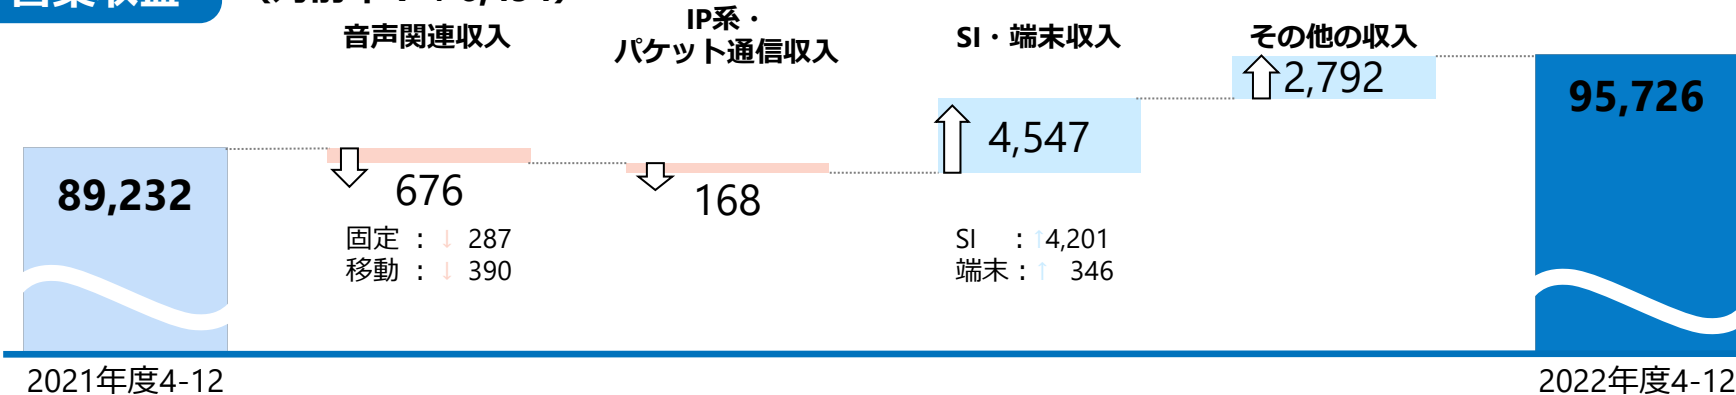 音声関連収入
IP系・
パケット通信収入
SI・端末収入
その他の収入
2,792
95,726
4,547
89,232
676
168
固定 : ↓ 287
移動 : ↓ 390
SI : ↑4,201
端末 : ↑ 346
2021年度4-12
2022年度4-12